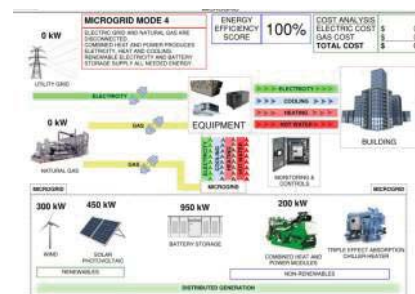 MICROGRID MODE 4
ELECTRIC GRID AND NATURAL GAS ARE
DISCONNECTED.
COMBINED HEAT AND POWER PRODUCES
ELETRICITY, HEAT AND COOLING.
RENEWABLE ELECTRICITY AND BATTERY
STORAGE SUPPLY ALL NEEDED ENERGY.
ENERGY
EFFICIENCY
SCORE
100%
COST ANALYSIS
ELECTRIC COST $
GAS COST $
TOTAL COST $
0 kW
UTILITY GRID
ELECTRICITY
0 kW
GAS
NATURAL GAS
GAS
EQUIPMENT
ELECTRICITY
COOLING
HEATING
HOT WATER
BUILDING
MONITORING &
CONTROLS
MICROGRID
MICROGRID
MICROGRID
300 kW
WIND
450 kW
SOLAR
PHOTOVOLTAIC
RENEWABLES
950 kW
BATTERY STORAGE
200 kW
COMBINED HEAT AND
POWER MODULES
TRIPLE EFFECT ABSORPTION
CHILLER-HEATER
NON-RENEWABLES
DISTRIBUTED GENERATION